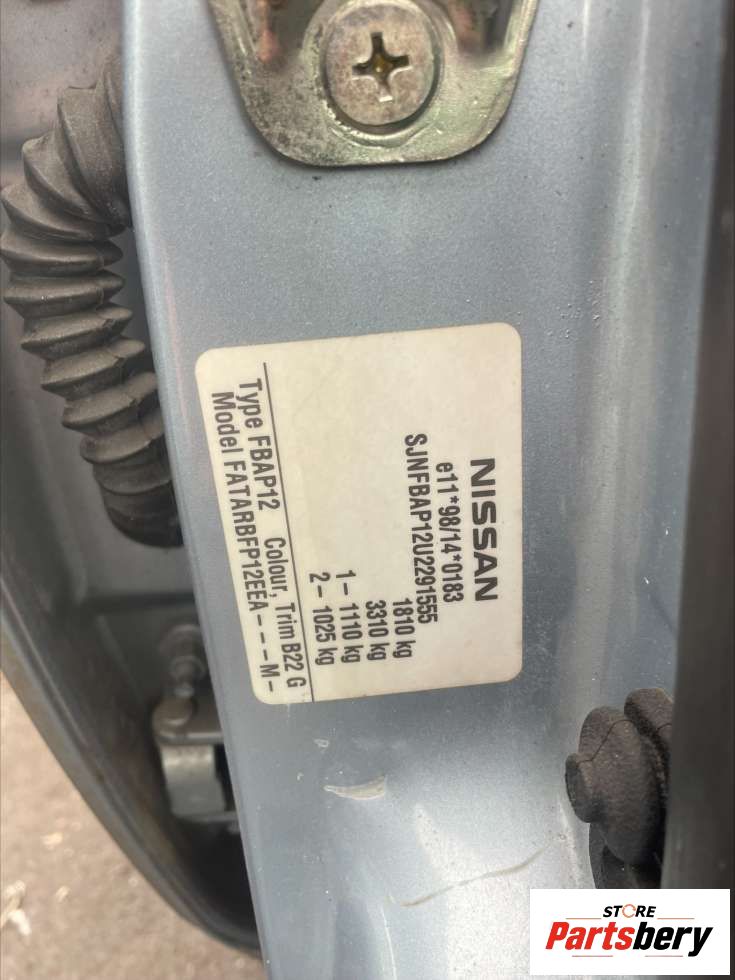 NISSAN
e11*98/14*0183
SJNFBAP12U2291555
1810 kg
3310 kg
1- 1110 kg
2- 1025 kg
Type FBAP12 Colour, Trim B22 G
Model FATARBFP12EEA- - - M-
STORE
Partsbery